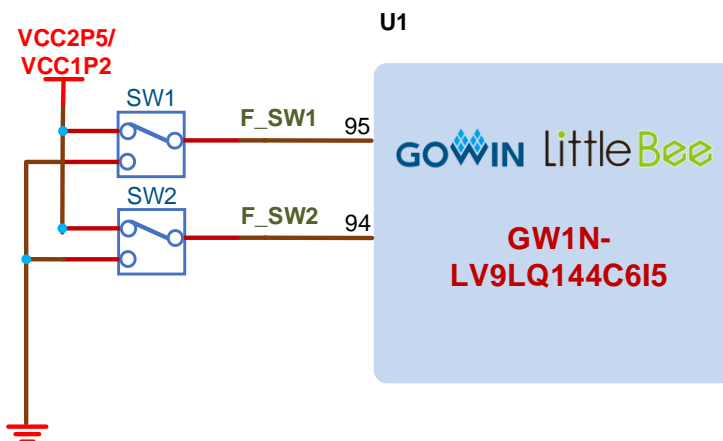 U1
VCC2P5/
VCC1P2
SW1
F_SW1
95
GOWIN LittleBee
SW2
F_SW2
94
GW1N-
LV9LQ144C6I5